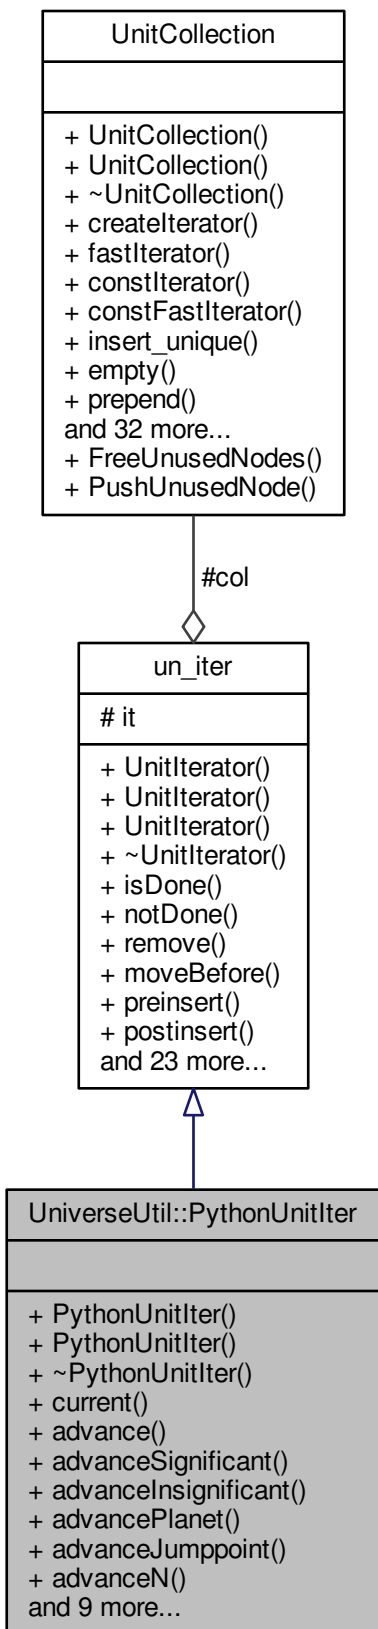 UnitCollection
+ UnitCollection()
+ UnitCollection()
+ ~UnitCollection()
+ createIterator()
+ fastIterator()
+ constIterator()
+ constFastIterator()
+ insert_unique()
+ empty()
+ prepend()
and 32 more...
+ FreeUnusedNodes()
+ PushUnusedNode()
#col
un_iter
# it
+ UnitIterator()
+ UnitIterator()
+ UnitIterator()
+ ~UnitIterator()
+ isDone()
+ notDone()
+ remove()
+ moveBefore()
+ preinsert()
+ postinsert()
and 23 more...
UniverseUtil::PythonUnitIter
+ PythonUnitIter()
+ PythonUnitIter()
+ ~PythonUnitIter()
+ current()
+ advance()
+ advanceSignificant()
+ advanceInsignificant()
+ advancePlanet()
+ advanceJumppoint()
+ advanceN()
and 9 more...